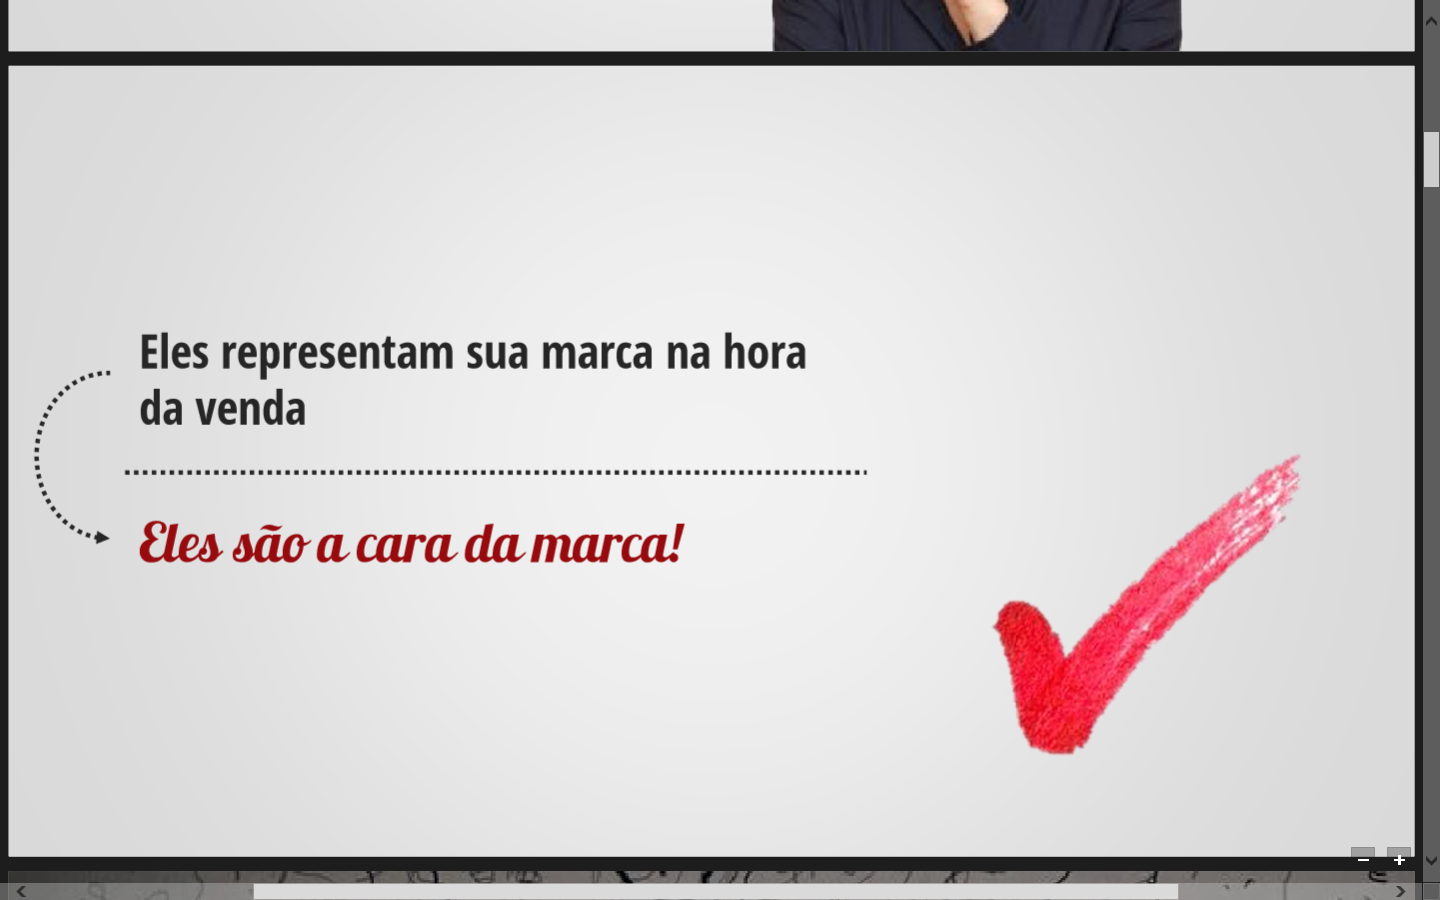 Eles representam sua marca na hora
da venda
Eles são a cara da marca!